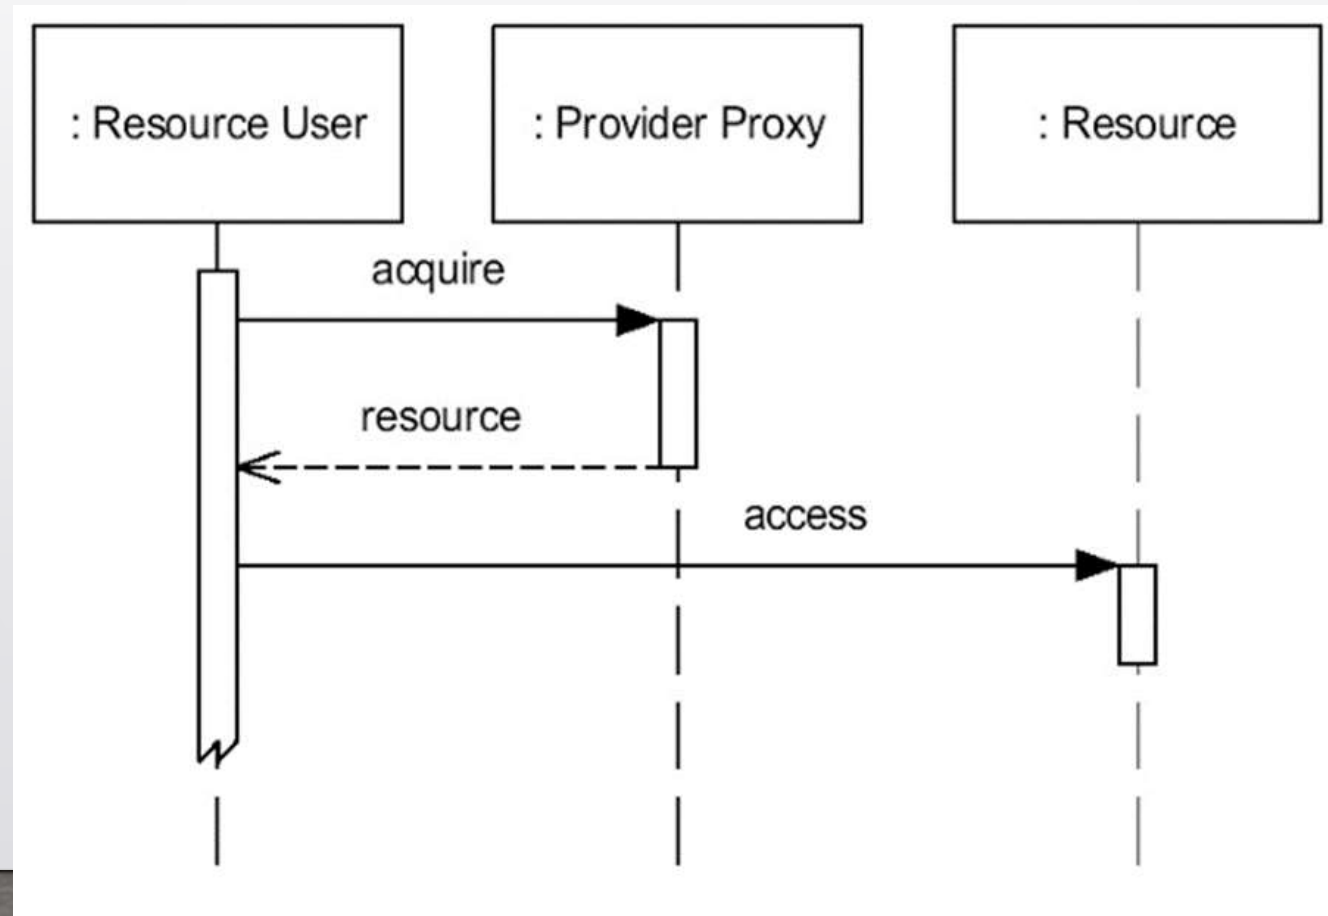 : Resource User
: Provider Proxy
: Resource
acquire
resource
access